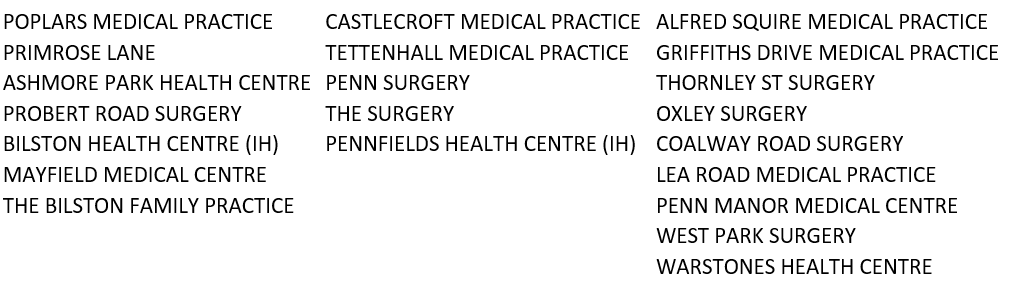 POPLARS MEDICAL PRACTICE
PRIMROSE LANE
ASHMORE PARK HEALTH CENTRE
PROBERT ROAD SURGERY
BILSTON HEALTH CENTRE (IH)
MAYFIELD MEDICAL CENTRE
THE BILSTON FAMILY PRACTICE
CASTLECROFT MEDICAL PRACTICE
TETTENHALL MEDICAL PRACTICE
PENN SURGERY
THE SURGERY
PENNFIELDS HEALTH CENTRE (IH)
ALFRED SQUIRE MEDICAL PRACTICE
GRIFFITHS DRIVE MEDICAL PRACTICE
THORNLEY ST SURGERY
OXLEY SURGERY
COALWAY ROAD SURGERY
LEA ROAD MEDICAL PRACTICE
PENN MANOR MEDICAL CENTRE
WEST PARK SURGERY
WARSTONES HEALTH CENTRE